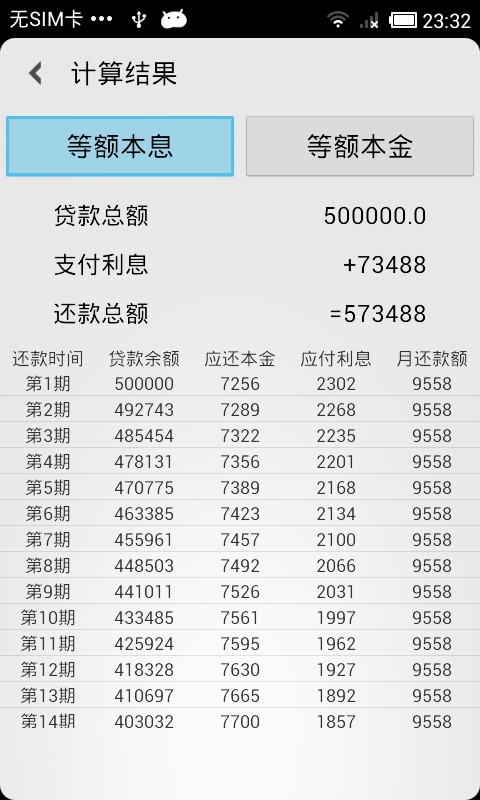 无SIM卡 ••• 23:32
计算结果
等额本息 等额本金
贷款总额 500000.0
支付利息 +73488
还款总额 =573488
还款时间 贷款余额 应还本金 应付利息 月还款额
第1期 500000 7256 2302 9558
第2期 492743 7289 2268 9558
第3期 485454 7322 2235 9558
第4期 478131 7356 2201 9558
第5期 470775 7389 2168 9558
第6期 463385 7423 2134 9558
第7期 455961 7457 2100 9558
第8期 448503 7492 2066 9558
第9期 441011 7526 2031 9558
第10期 433485 7561 1997 9558
第11期 425924 7595 1962 9558
第12期 418328 7630 1927 9558
第13期 410697 7665 1892 9558
第14期 403032 7700 1857 9558